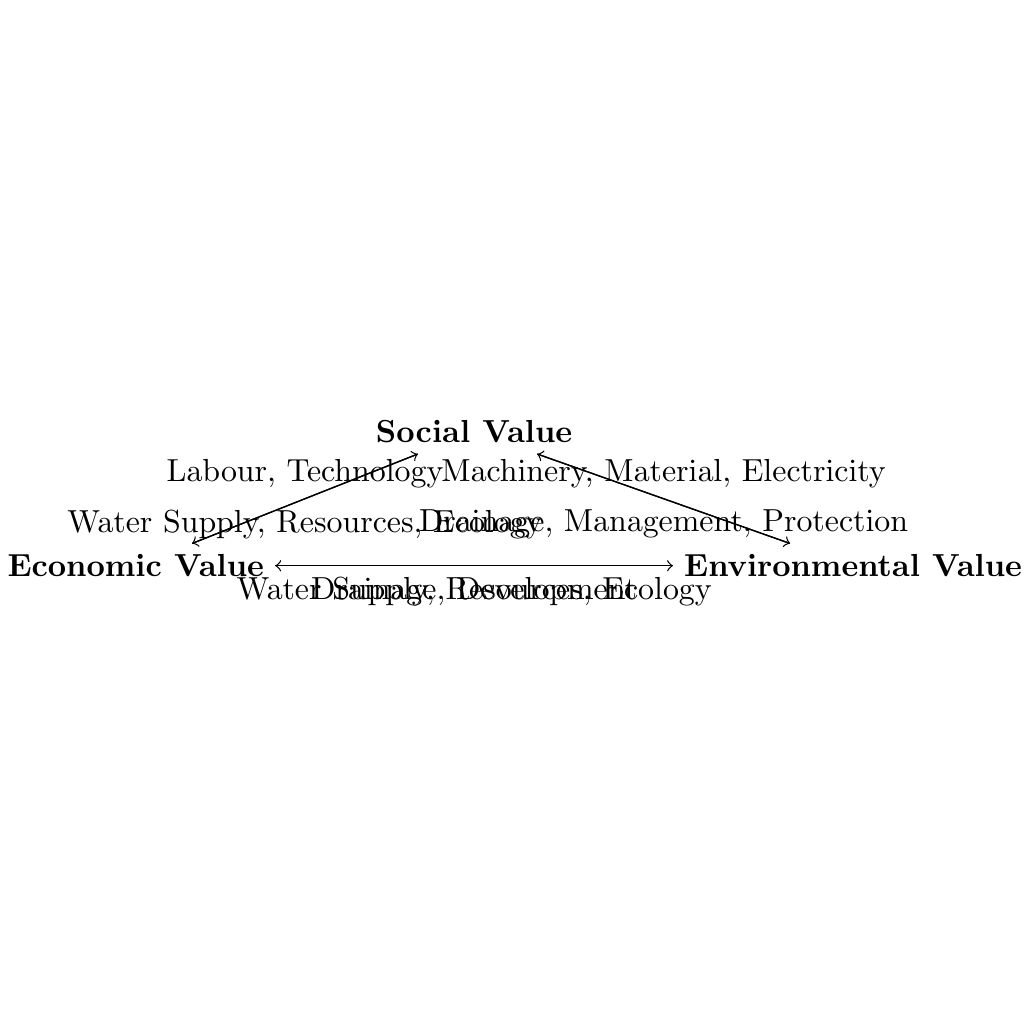 Social Value
Labour, Technology
Machinery, Material, Electricity
Water Supply, Resources, Ecology
Drainage, Management, Protection
Economic Value
Environmental Value
Water Supply, Resources, Ecology
Drainage, Development